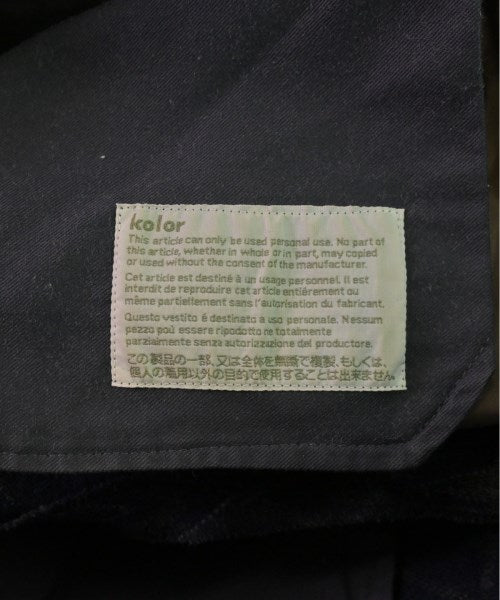 kolor
This article can only be used personal use. No part of
this article, whether in whole or in part, may copied
or used without the consent of the manufacturer.
Cet article est destiné à un usage personnel. Il est
interdit de reproduire cet article entièrement ou
même partiellement sans l'autorisation du fabricant.
Questo vestito é destinato a uso personale. Nessum
pezzo può essere ripodotto ne totalmente
parzialmente senza autorizzazione del produttore.
この製品の一部、又は全体を無断で複製、もしくは、
個人の着用以外の目的で使用することは出来ません